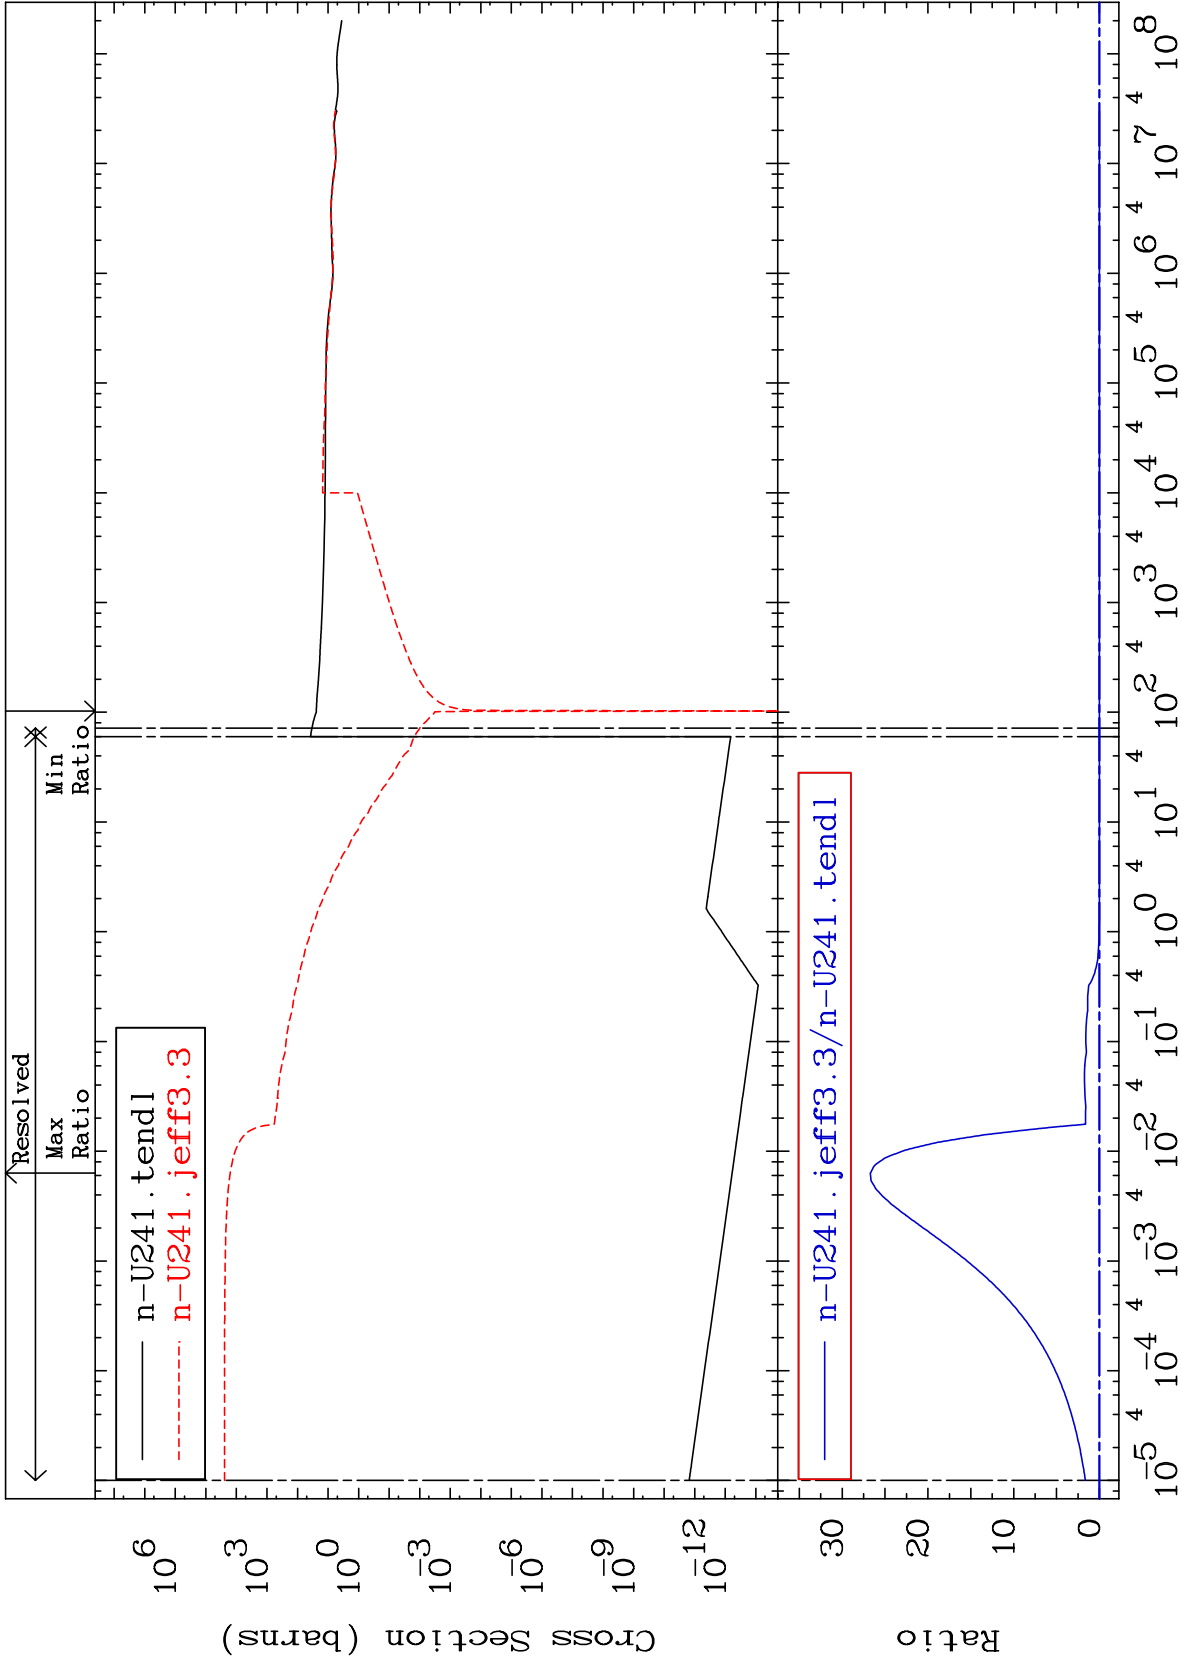 Resolved
Max
Ratio
Min
Ratio
n-U241.tendl
n-U241.jeff3.3
Cross Section (barns)
10^6
10^3
10^0
10^-3
10^-6
10^-9
10^-12
n-U241.jeff3.3/n-U241.tendl
Ratio
30
20
10
0
10^-5 4 10^-4 4 10^-3 4 10^-2 4 10^-1 4 10^0 4 10^1 4 10^2 4 10^3 4 10^4 4 10^5 4 10^6 4 10^7 4 10^8